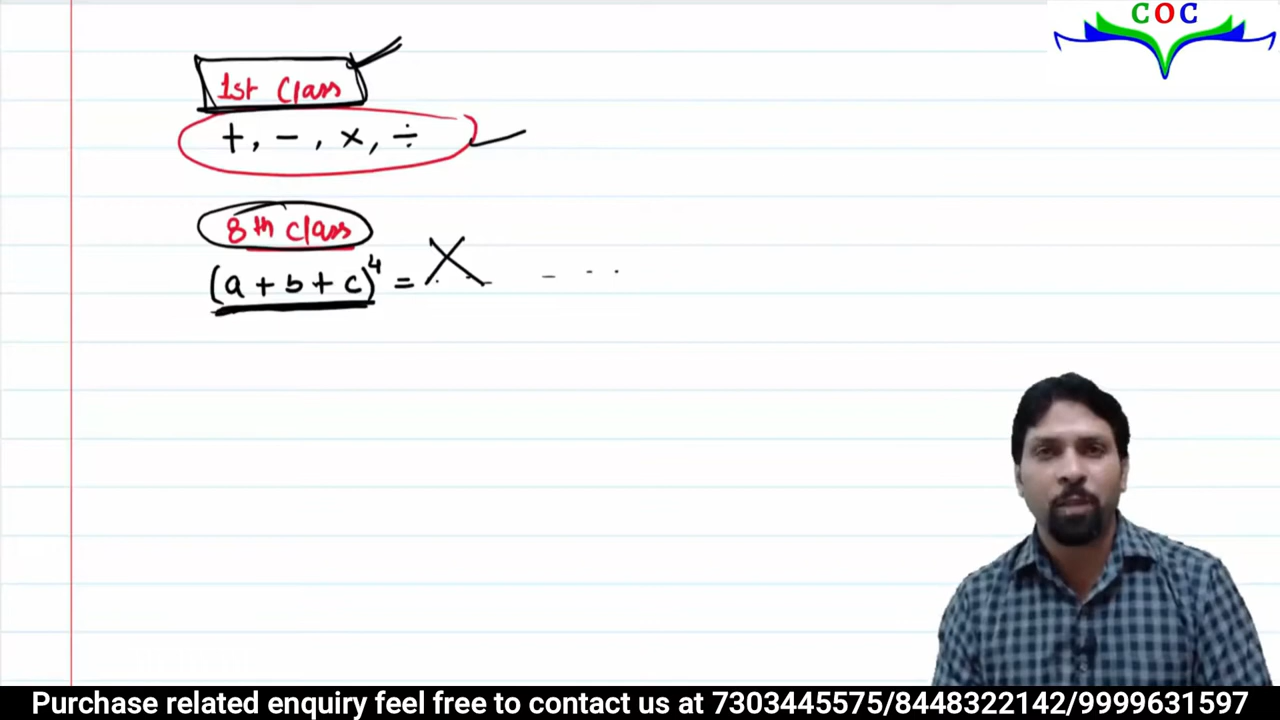 COC
1st Class
+, -, ×, ÷
8th class
(a + b + c)^4 =
Purchase related enquiry feel free to contact us at 7303445575/8448322142/9999631597